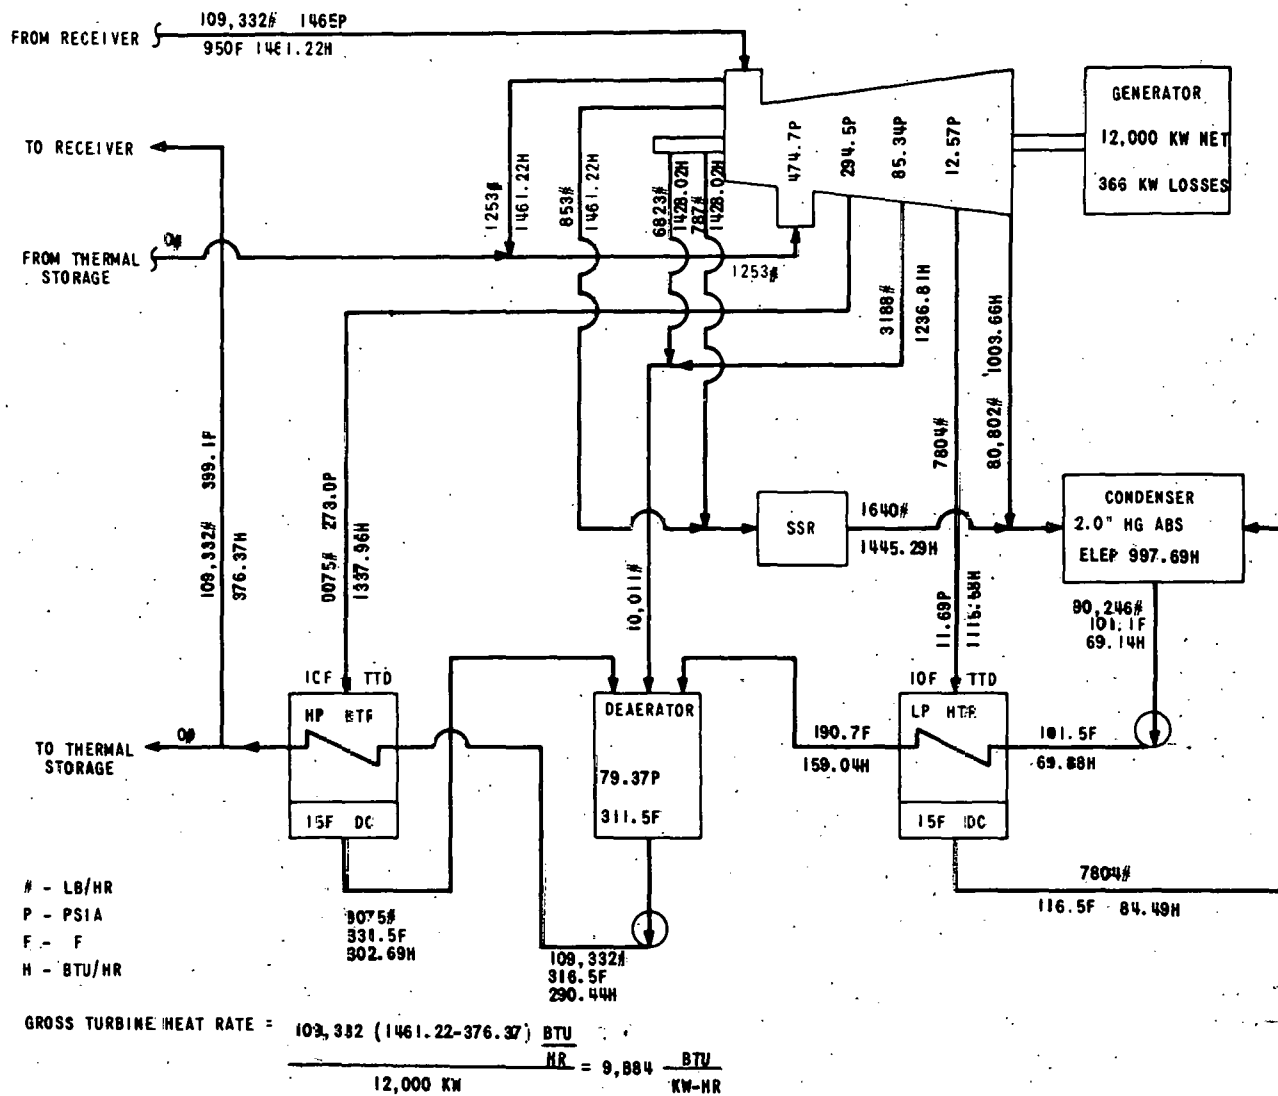 109,332# 1465P
FROM RECEIVER
950F 1461.22H
TO RECEIVER
FROM THERMAL
STORAGE
0#
1253#
1461.22H
853#
1461.22H
6823#
1428.02H
787#
1428.02H
1253#
474.7P
294.5P
85.34P
12.57P
GENERATOR
12,000 KW NET
366 KW LOSSES
3188#
1236.81H
7804#
80,802# 1003.66H
109,332# 399.1P
376.37H
0075# 273.0P
1337.96H
10,011#
SSR
1640#
1445.29H
11.69P
CONDENSER
2.0" HG ABS
ELEP 997.69H
90,246#
101.1F
69.14H
TTD
HP
DEAERATOR
79.37P
311.5F
10F TTD
LP HTR
190.7F
159.04H
101.5F
69.88H
TO THERMAL
STORAGE
0#
15F DC
15F DC
7804#
116.5F 84.49H
# - LB/HR
P - PSIA
F - F
H - BTU/HR
9075#
331.5F
302.69H
109,332#
316.5F
290.44H
GROSS TURBINE HEAT RATE = 109,332 (1461.22-376.37) BTU
HR = 9,884 BTU
12,000 KW KW-HR